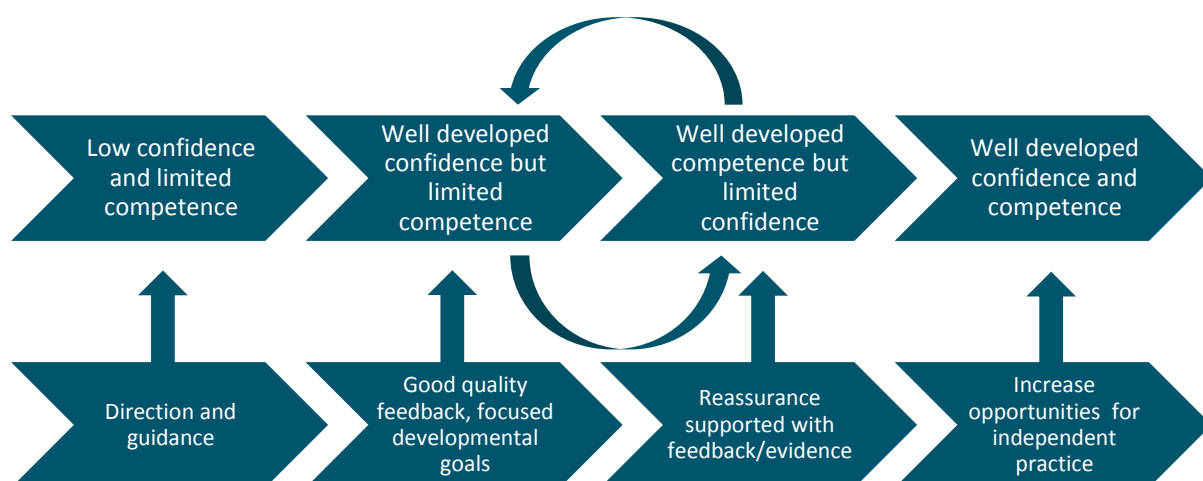 Low confidence
and limited
competence
Well developed
confidence but
limited
competence
Well developed
competence but
limited
confidence
Well developed
confidence and
competence
Direction and
guidance
Good quality
feedback, focused
developmental
goals
Reassurance
supported with
feedback/evidence
Increase
opportunities  for
independent
practice